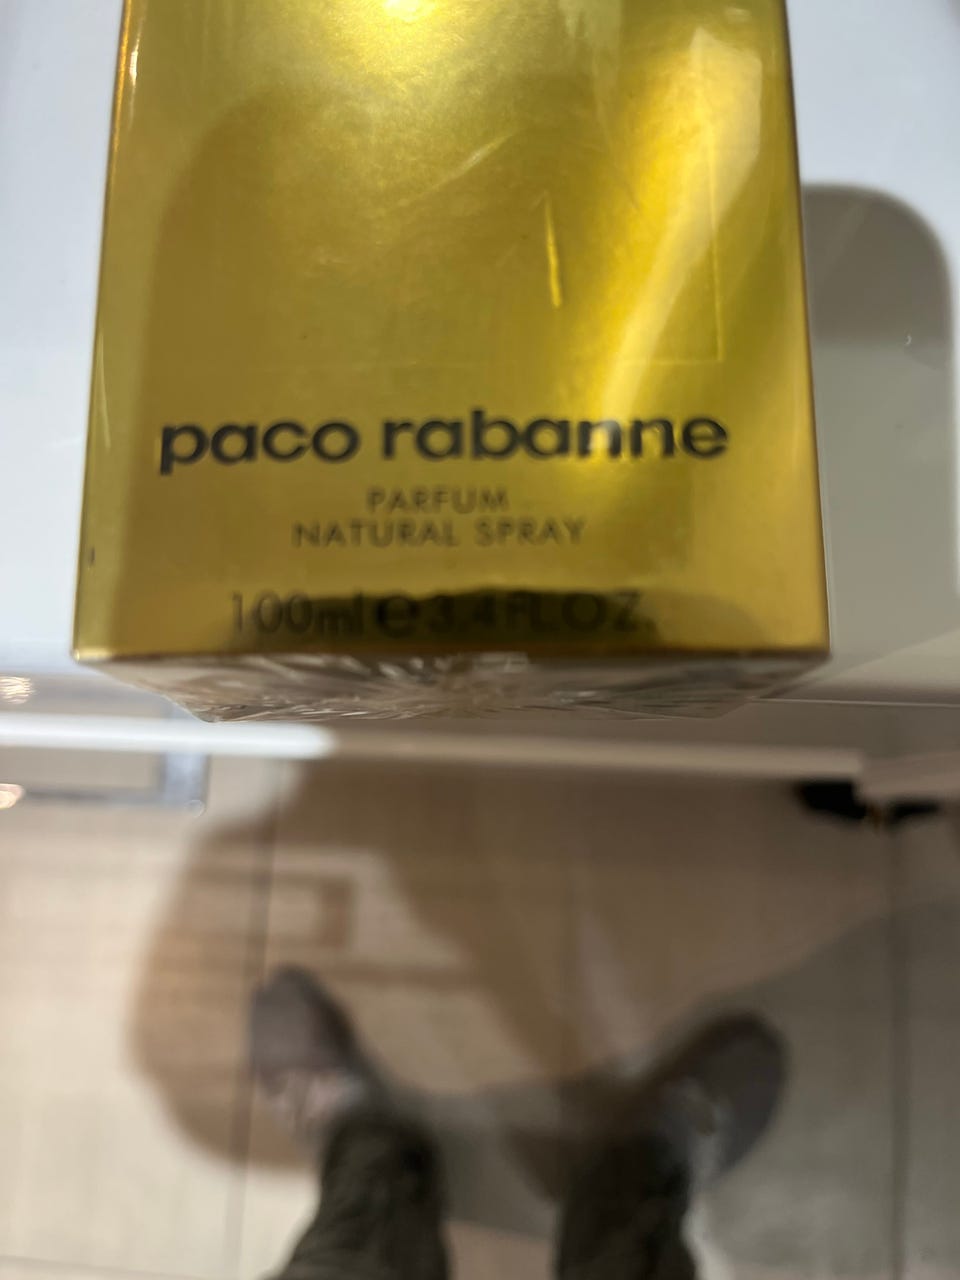 paco rabanne
PARFUM
NATURAL SPRAY
100ml e 3.4FL.OZ.